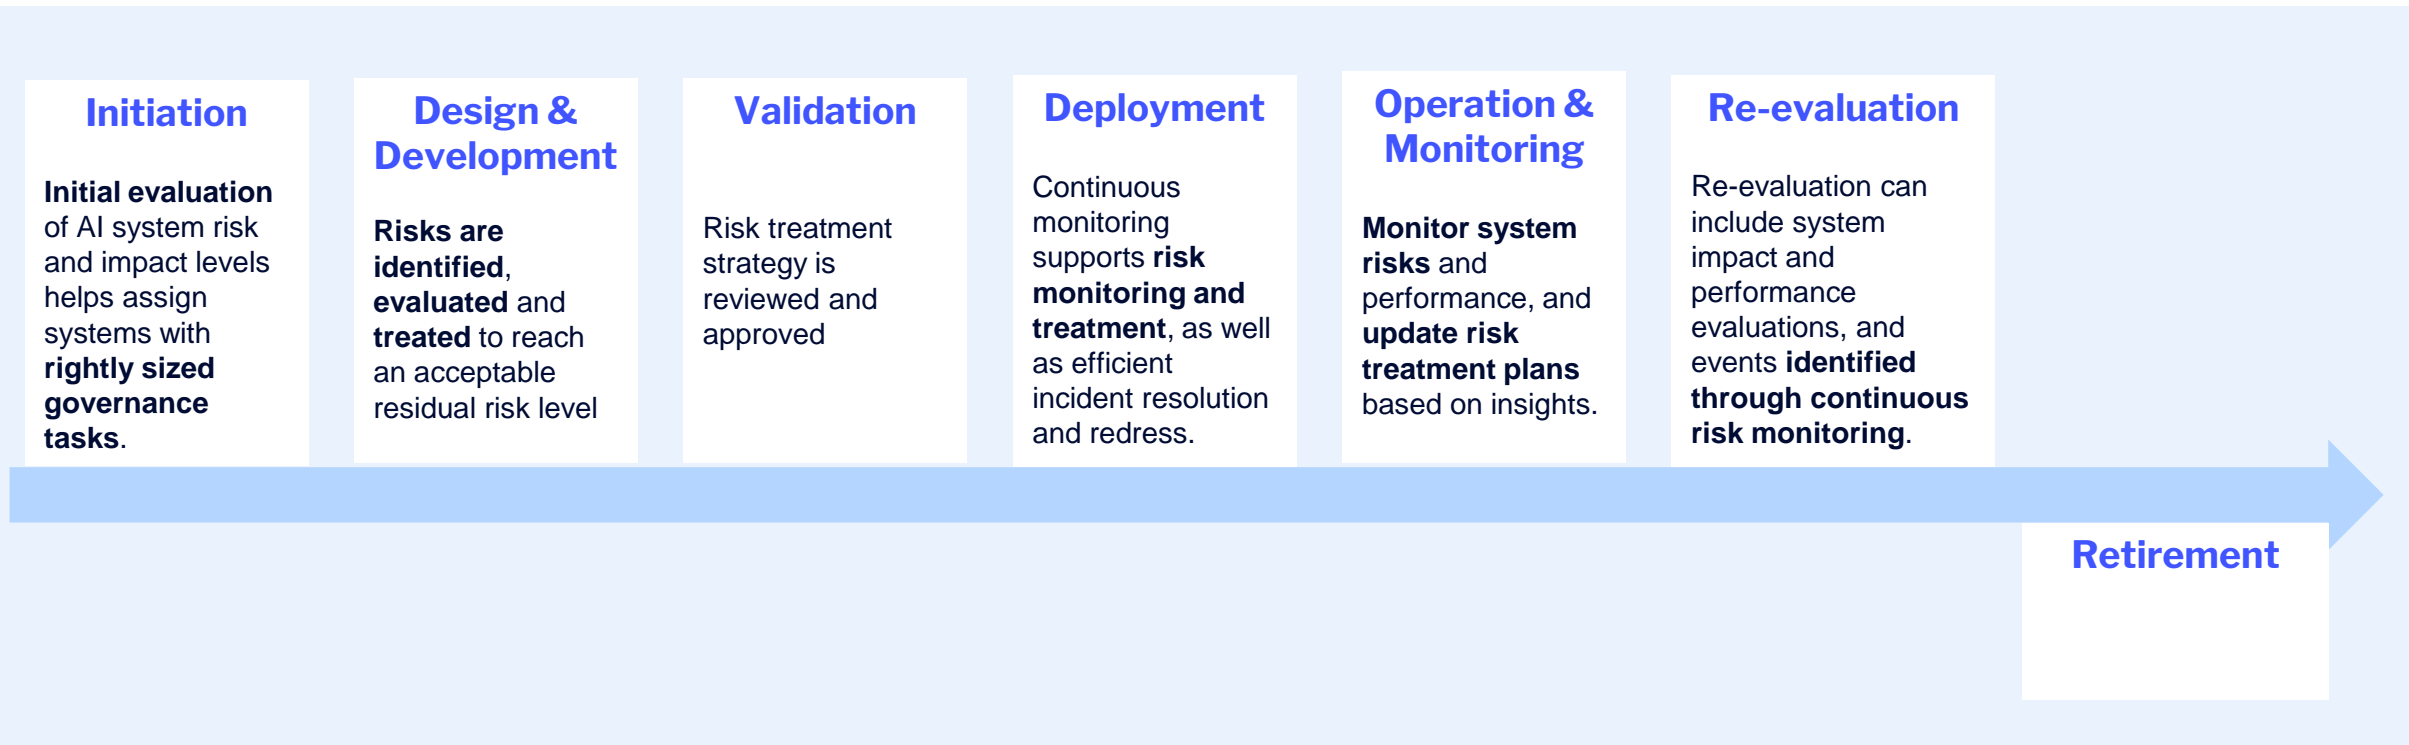 Initiation
Initial evaluation
of AI system risk
and impact levels
helps assign
systems with
rightly sized
governance
tasks.
Design &
Development
Risks are
identified,
evaluated and
treated to reach
an acceptable
residual risk level
Validation
Risk treatment
strategy is
reviewed and
approved
Deployment
Continuous
monitoring
supports risk
monitoring and
treatment, as well
as efficient
incident resolution
and redress.
Operation &
Monitoring
Monitor system
risks and
performance, and
update risk
treatment plans
based on insights.
Re-evaluation
Re-evaluation can
include system
impact and
performance
evaluations, and
events identified
through continuous
risk monitoring.
Retirement